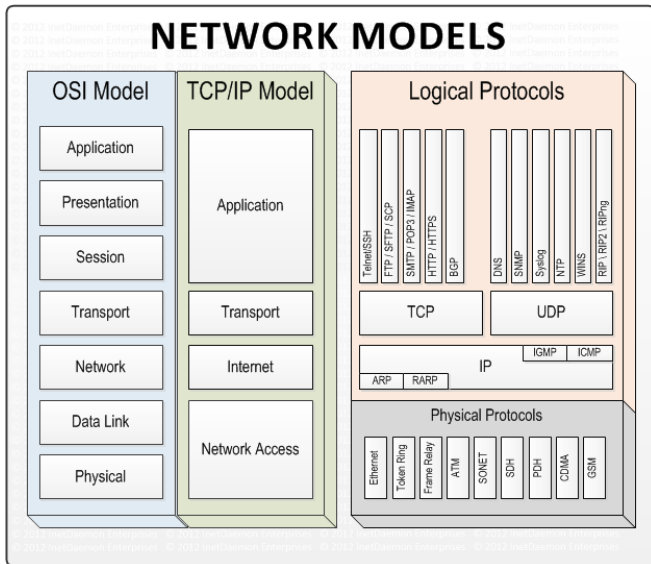 NETWORK MODELS
OSI Model
Application
Presentation
Session
Transport
Network
Data Link
Physical
TCP/IP Model
Application
Transport
Internet
Network Access
Logical Protocols
Telnet/SSH
FTP / SFTP / SCP
SMTP / POP3 / IMAP
HTTP / HTTPS
BGP
DNS
SNMP
Syslog
NTP
WINS
RIP \ RIP2 \ RIPng
TCP
UDP
IP
IGMP
ICMP
ARP
RARP
Physical Protocols
Ethernet
Token Ring
Frame Relay
ATM
SONET
SDH
PDH
CDMA
GSM
© 2012 InetDaemon Enterprises